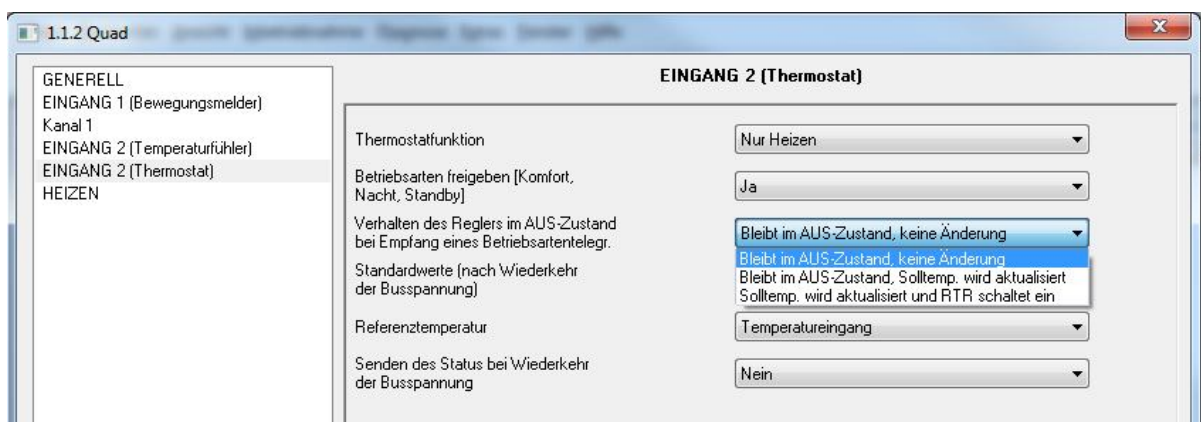 1.1.2 Quad
EINGANG 2 (Thermostat)
GENERELL
EINGANG 1 (Bewegungsmelder)
Kanal 1
EINGANG 2 (Temperaturfühler)
EINGANG 2 (Thermostat)
HEIZEN
Thermostatfunktion
Nur Heizen
Betriebsarten freigeben [Komfort,
Nacht, Standby]
Ja
Verhalten des Reglers im AUS-Zustand
bei Empfang eines Betriebsartentelegr.
Bleibt im AUS-Zustand, keine Änderung
Bleibt im AUS-Zustand, keine Änderung
Bleibt im AUS-Zustand, Solltemp. wird aktualisiert
Solltemp. wird aktualisiert und RTR schaltet ein
Standardwerte (nach Wiederkehr
der Busspannung)
Referenztemperatur
Temperatureingang
Senden des Status bei Wiederkehr
der Busspannung
Nein